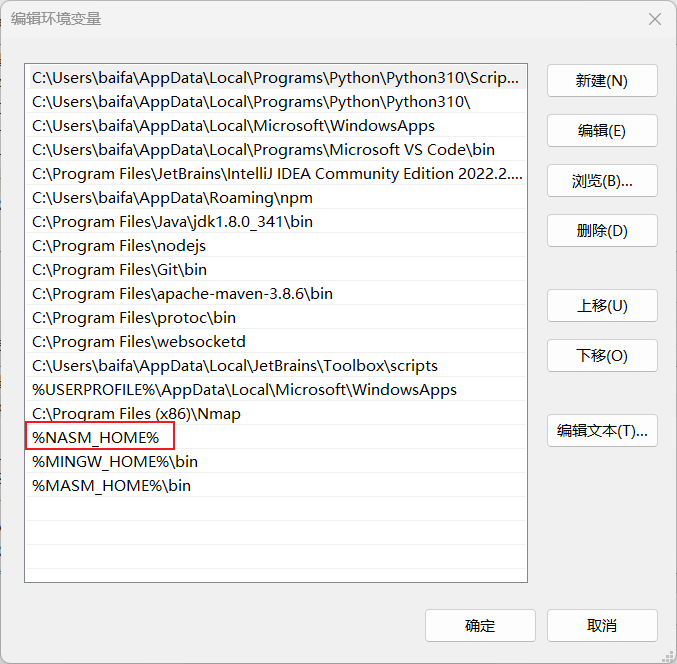 编辑环境变量
C:\Users\baifa\AppData\Local\Programs\Python\Python310\Scrip...
C:\Users\baifa\AppData\Local\Programs\Python\Python310\
C:\Users\baifa\AppData\Local\Microsoft\WindowsApps
C:\Users\baifa\AppData\Local\Programs\Microsoft VS Code\bin
C:\Program Files\JetBrains\IntelliJ IDEA Community Edition 2022.2....
C:\Users\baifa\AppData\Roaming\npm
C:\Program Files\Java\jdk1.8.0_341\bin
C:\Program Files\nodejs
C:\Program Files\Git\bin
C:\Program Files\apache-maven-3.8.6\bin
C:\Program Files\protoc\bin
C:\Program Files\websocketd
C:\Users\baifa\AppData\Local\JetBrains\Toolbox\scripts
%USERPROFILE%\AppData\Local\Microsoft\WindowsApps
C:\Program Files (x86)\Nmap
%NASM_HOME%
%MINGW_HOME%\bin
%MASM_HOME%\bin
新建(N)
编辑(E)
浏览(B)...
删除(D)
上移(U)
下移(O)
编辑文本(T)...
确定
取消